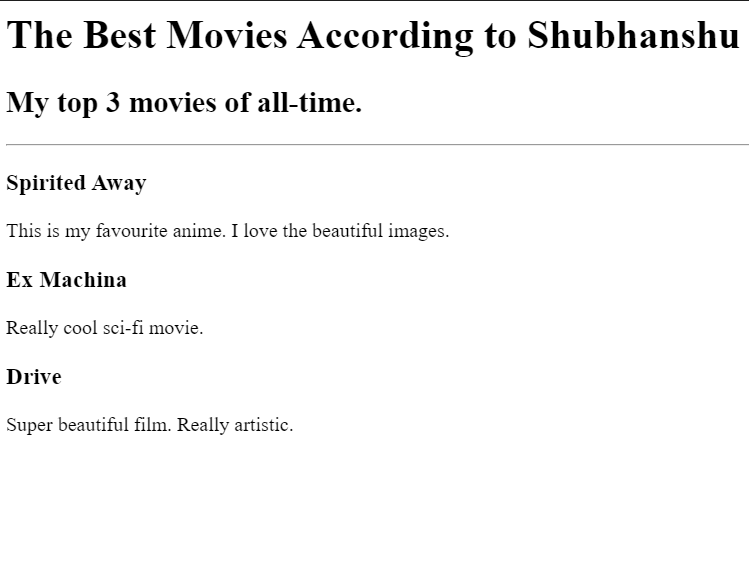 The Best Movies According to Shubhanshu
My top 3 movies of all-time.
Spirited Away
This is my favourite anime. I love the beautiful images.
Ex Machina
Really cool sci-fi movie.
Drive
Super beautiful film. Really artistic.